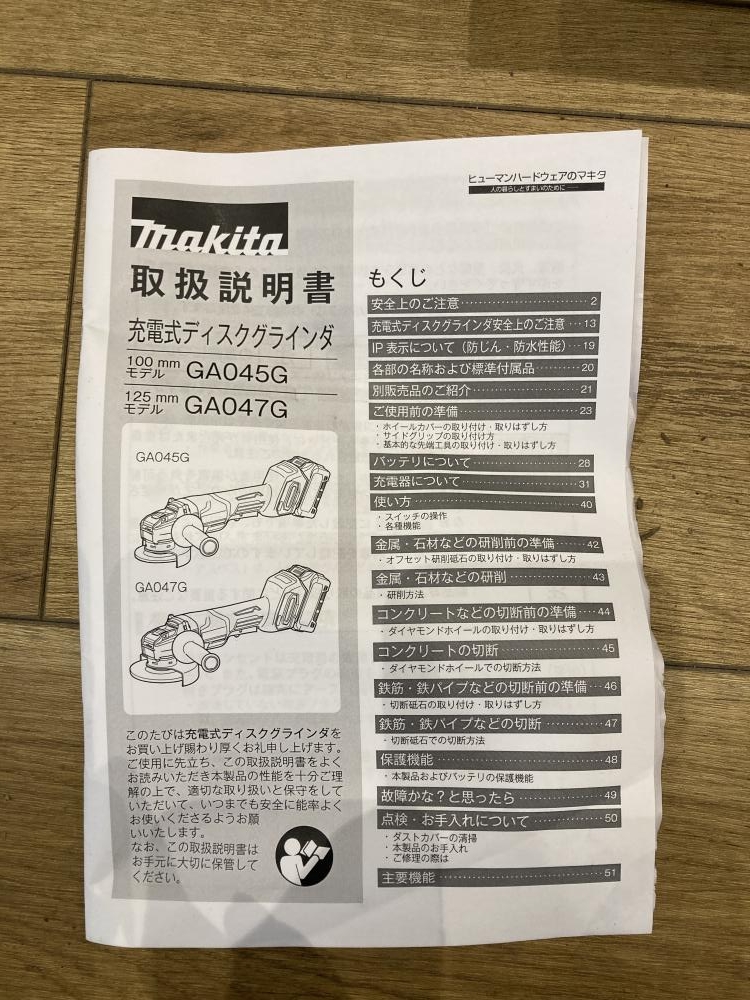 ヒューマンハードウェアのマキタ
人の暮らしとすまいのために
makita
取扱説明書
充電式ディスクグラインダ
100 mm モデル GA045G
125 mm モデル GA047G
GA045G
GA047G
このたびは充電式ディスクグラインダを
お買い上げ賜わり厚くお礼申し上げます。
ご使用に先立ち、この取扱説明書をよく
お読みいただき本製品の性能を十分ご理
解の上で、適切な取り扱いと保守をして
いただいて、いつまでも安全に能率よく
お使いくださるようお願
いいたします。
なお、この取扱説明書は
お手元に大切に保管して
ください。
もくじ
安全上のご注意 2
充電式ディスクグラインダ安全上のご注意 13
IP 表示について（防じん・防水性能） 19
各部の名称および標準付属品 20
別販売品のご紹介 21
ご使用前の準備 23
・ホイールカバーの取り付け・取りはずし方
・サイドグリップの取り付け方
・基本的な先端工具の取り付け・取りはずし方
バッテリについて 28
充電器について 31
使い方 40
・スイッチの操作
・各種機能
金属・石材などの研削前の準備 42
・オフセット研削砥石の取り付け・取りはずし方
金属・石材などの研削 43
・研削方法
コンクリートなどの切断前の準備 44
・ダイヤモンドホイールの取り付け・取りはずし方
コンクリートの切断 45
・ダイヤモンドホイールでの切断方法
鉄筋・鉄パイプなどの切断前の準備 46
・切断砥石の取り付け・取りはずし方
鉄筋・鉄パイプなどの切断 47
・切断砥石での切断方法
保護機能 48
・本製品およびバッテリの保護機能
故障かな？と思ったら 49
点検・お手入れについて 50
・ダストカバーの清掃
・本製品のお手入れ
・ご修理の際は
主要機能 51